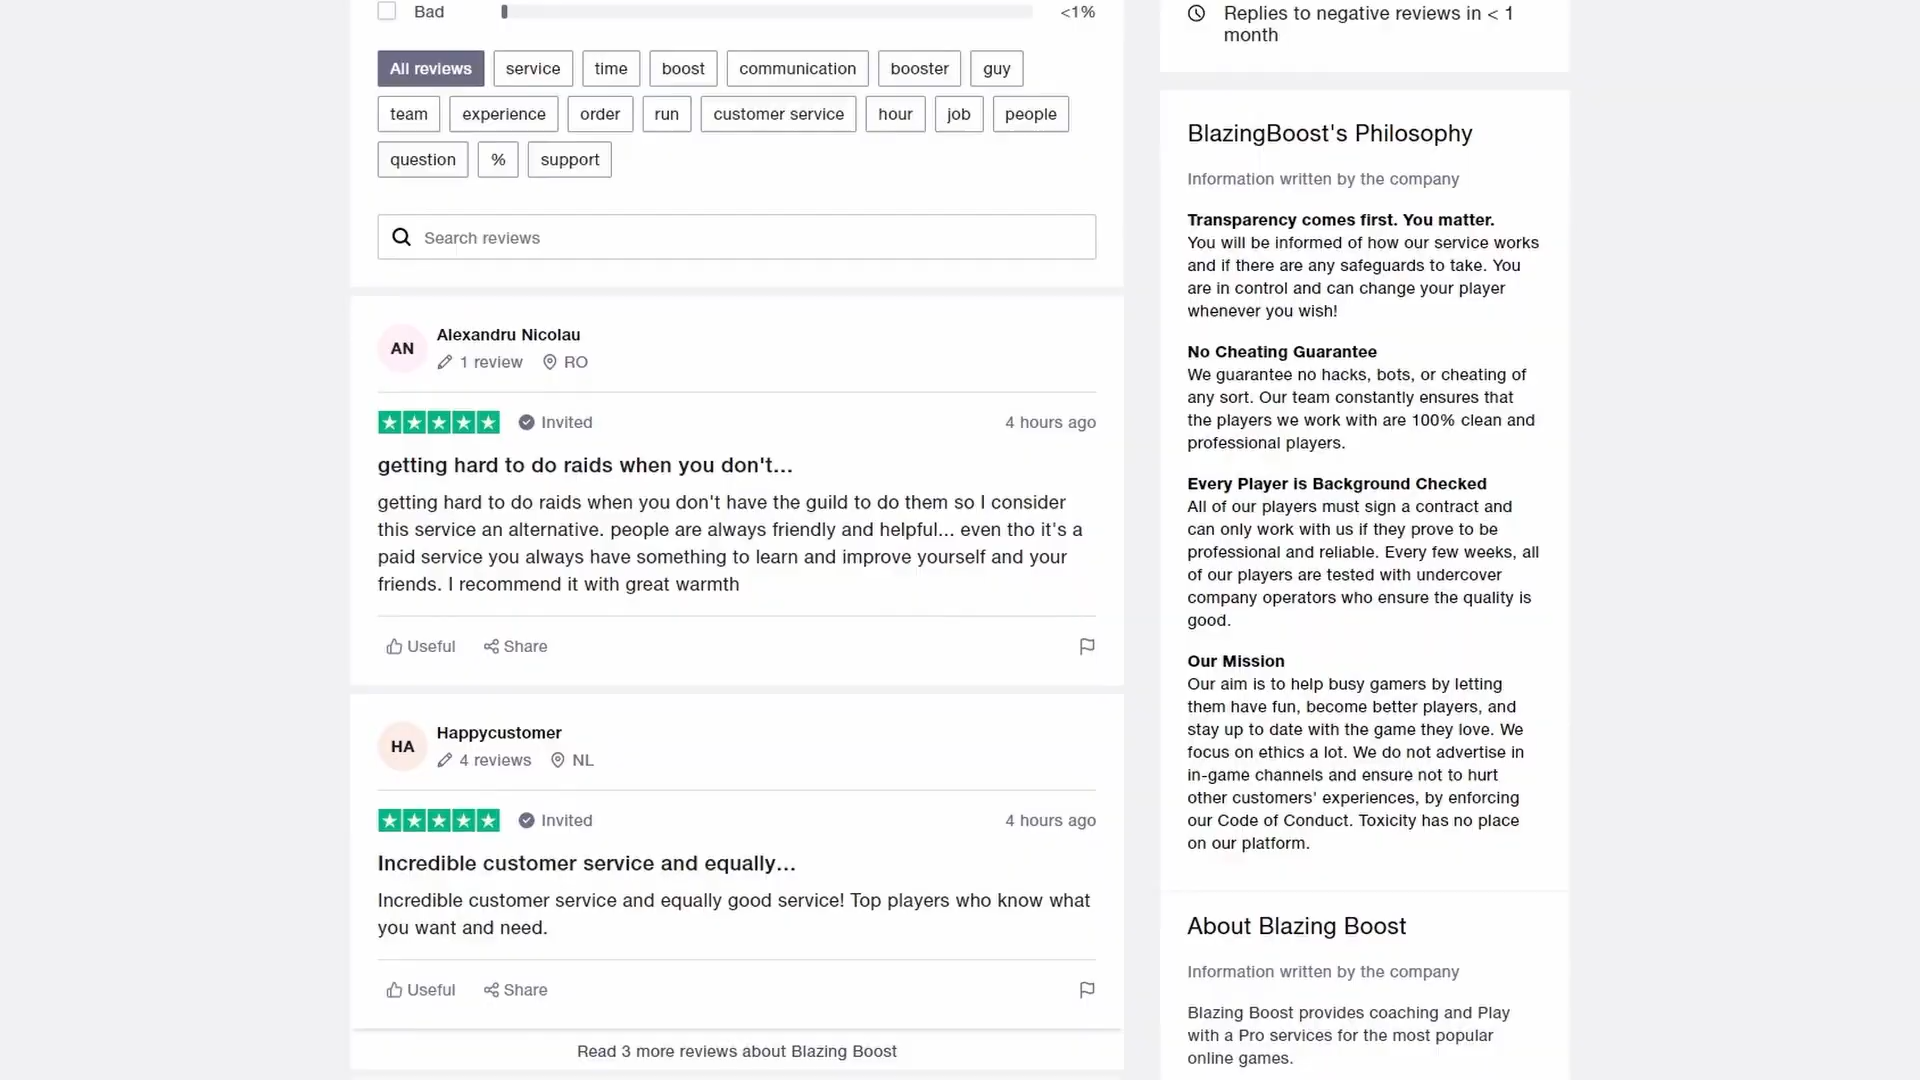 Bad <1%
All reviews service time boost communication booster guy
team experience order run customer service hour job people
question % support
Search reviews
AN Alexandru Nicolau
1 review RO
Invited 4 hours ago
getting hard to do raids when you don't...
getting hard to do raids when you don't have the guild to do them so I consider
this service an alternative. people are always friendly and helpful... even tho it's a
paid service you always have something to learn and improve yourself and your
friends. I recommend it with great warmth
Useful Share
HA Happycustomer
4 reviews NL
Invited 4 hours ago
Incredible customer service and equally...
Incredible customer service and equally good service! Top players who know what
you want and need.
Useful Share
Read 3 more reviews about Blazing Boost
Replies to negative reviews in < 1
month
BlazingBoost's Philosophy
Information written by the company
Transparency comes first. You matter.
You will be informed of how our service works
and if there are any safeguards to take. You
are in control and can change your player
whenever you wish!
No Cheating Guarantee
We guarantee no hacks, bots, or cheating of
any sort. Our team constantly ensures that
the players we work with are 100% clean and
professional players.
Every Player is Background Checked
All of our players must sign a contract and
can only work with us if they prove to be
professional and reliable. Every few weeks, all
of our players are tested with undercover
company operators who ensure the quality is
good.
Our Mission
Our aim is to help busy gamers by letting
them have fun, become better players, and
stay up to date with the game they love. We
focus on ethics a lot. We do not advertise in
in-game channels and ensure not to hurt
other customers' experiences, by enforcing
our Code of Conduct. Toxicity has no place
on our platform.
About Blazing Boost
Information written by the company
Blazing Boost provides coaching and Play
with a Pro services for the most popular
online games.